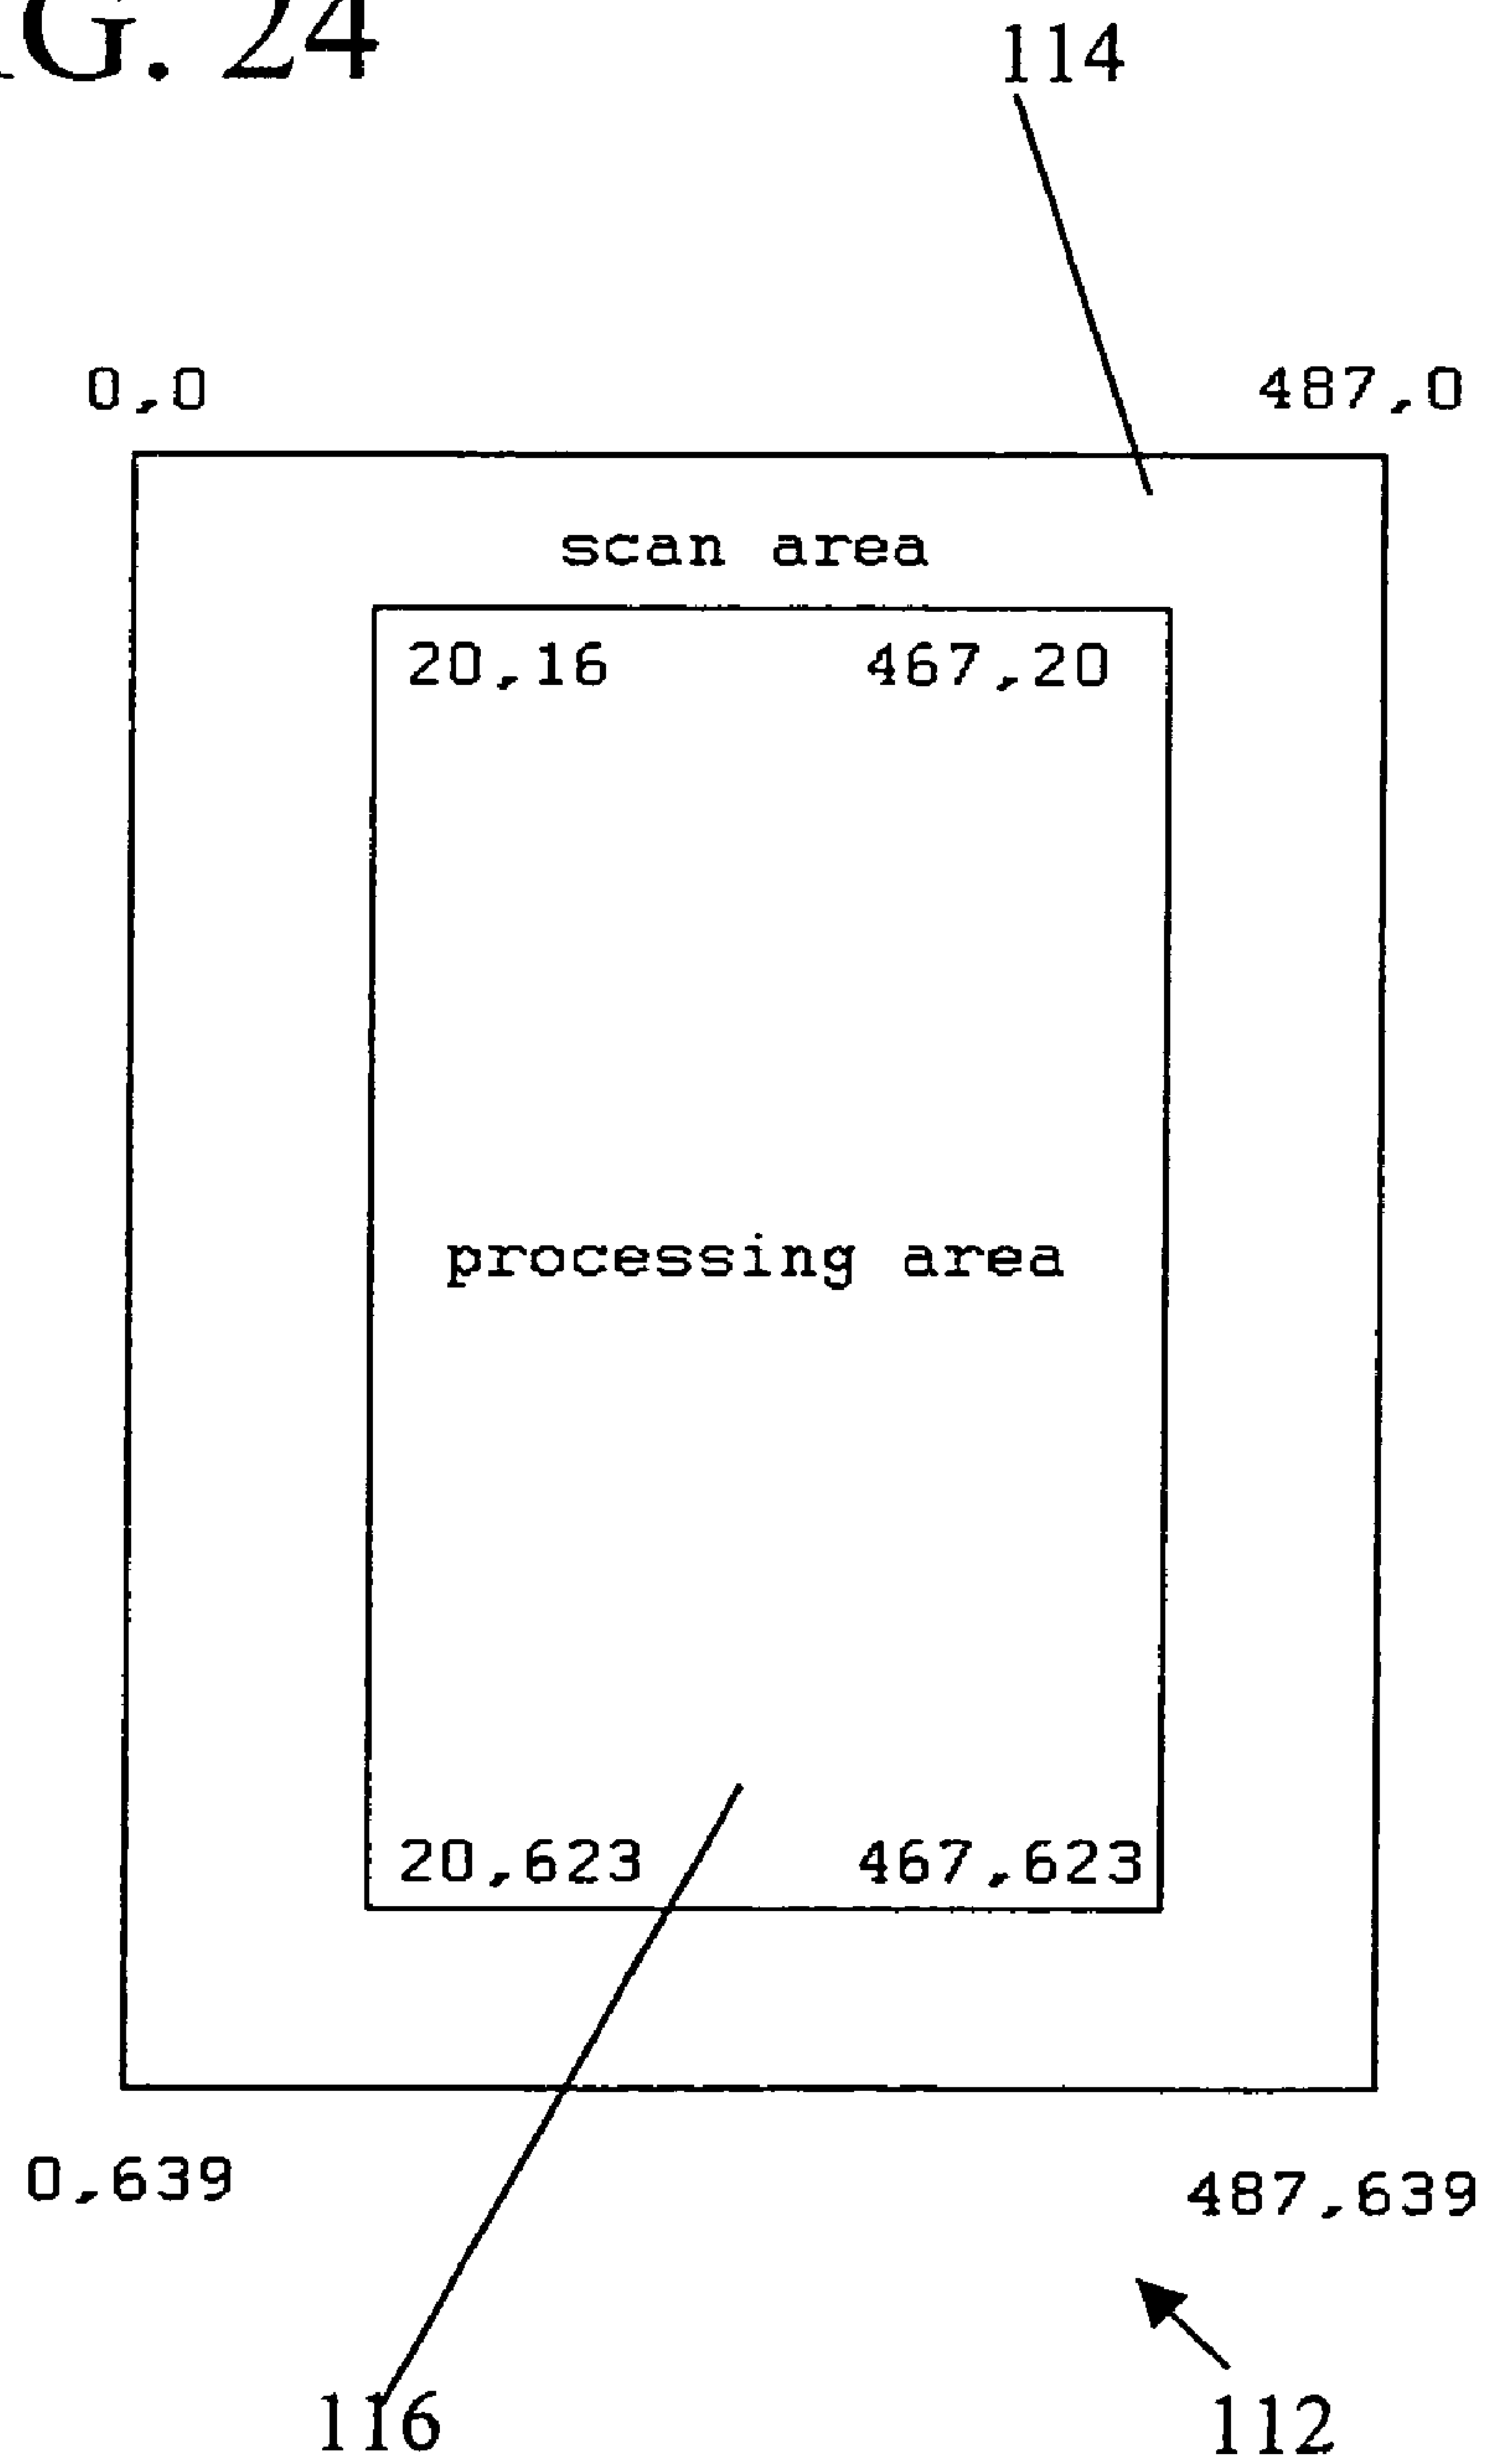 G. 24
114
0,0 487,0
scan area
20,16 467,20
processing area
20,623 467,623
0,639 487,639
116 112